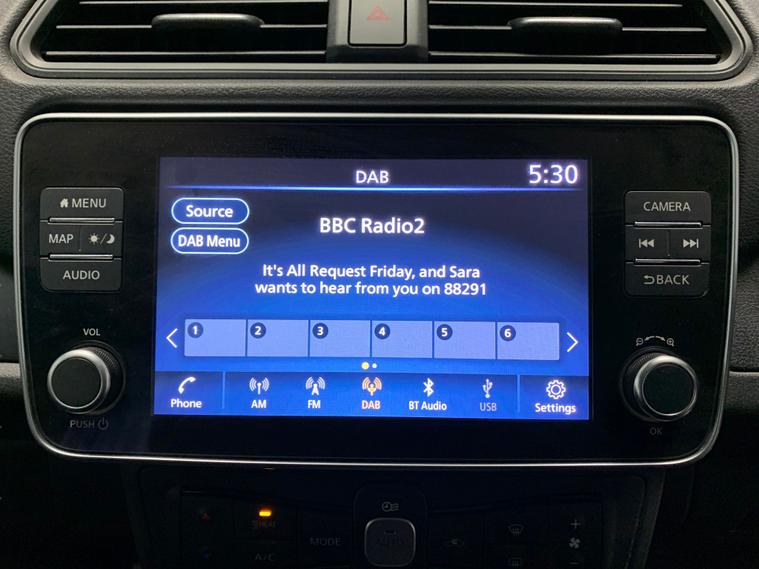 DAB
5:30
MENU
Source
BBC Radio2
CAMERA
MAP
DAB Menu
AUDIO
It's All Request Friday, and Sara
wants to hear from you on 88291
BACK
VOL
1 2 3 4 5 6
Phone AM FM DAB BT Audio USB Settings
PUSH
OK
HEAT
A/C
MODE